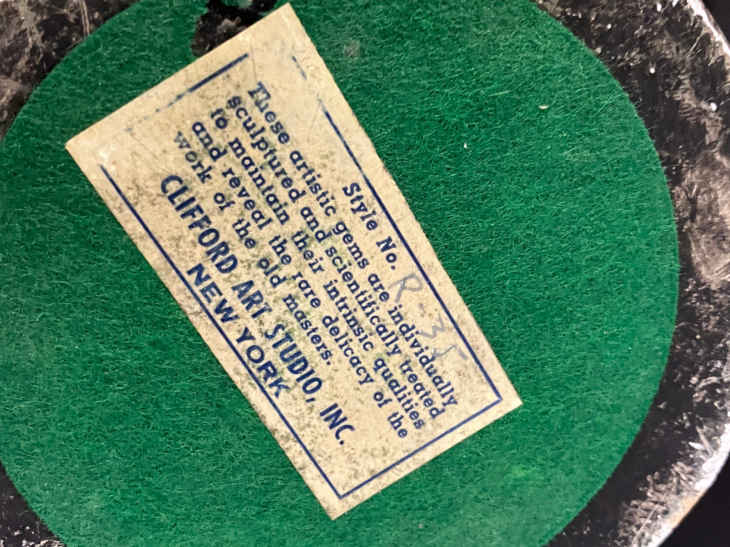 Style No. R 35
These artistic gems are individually
sculptured and scientifically treated
to maintain their intrinsic qualities
and reveal the rare delicacy of the
work of the old masters.
CLIFFORD ART STUDIO, INC.
NEW YORK